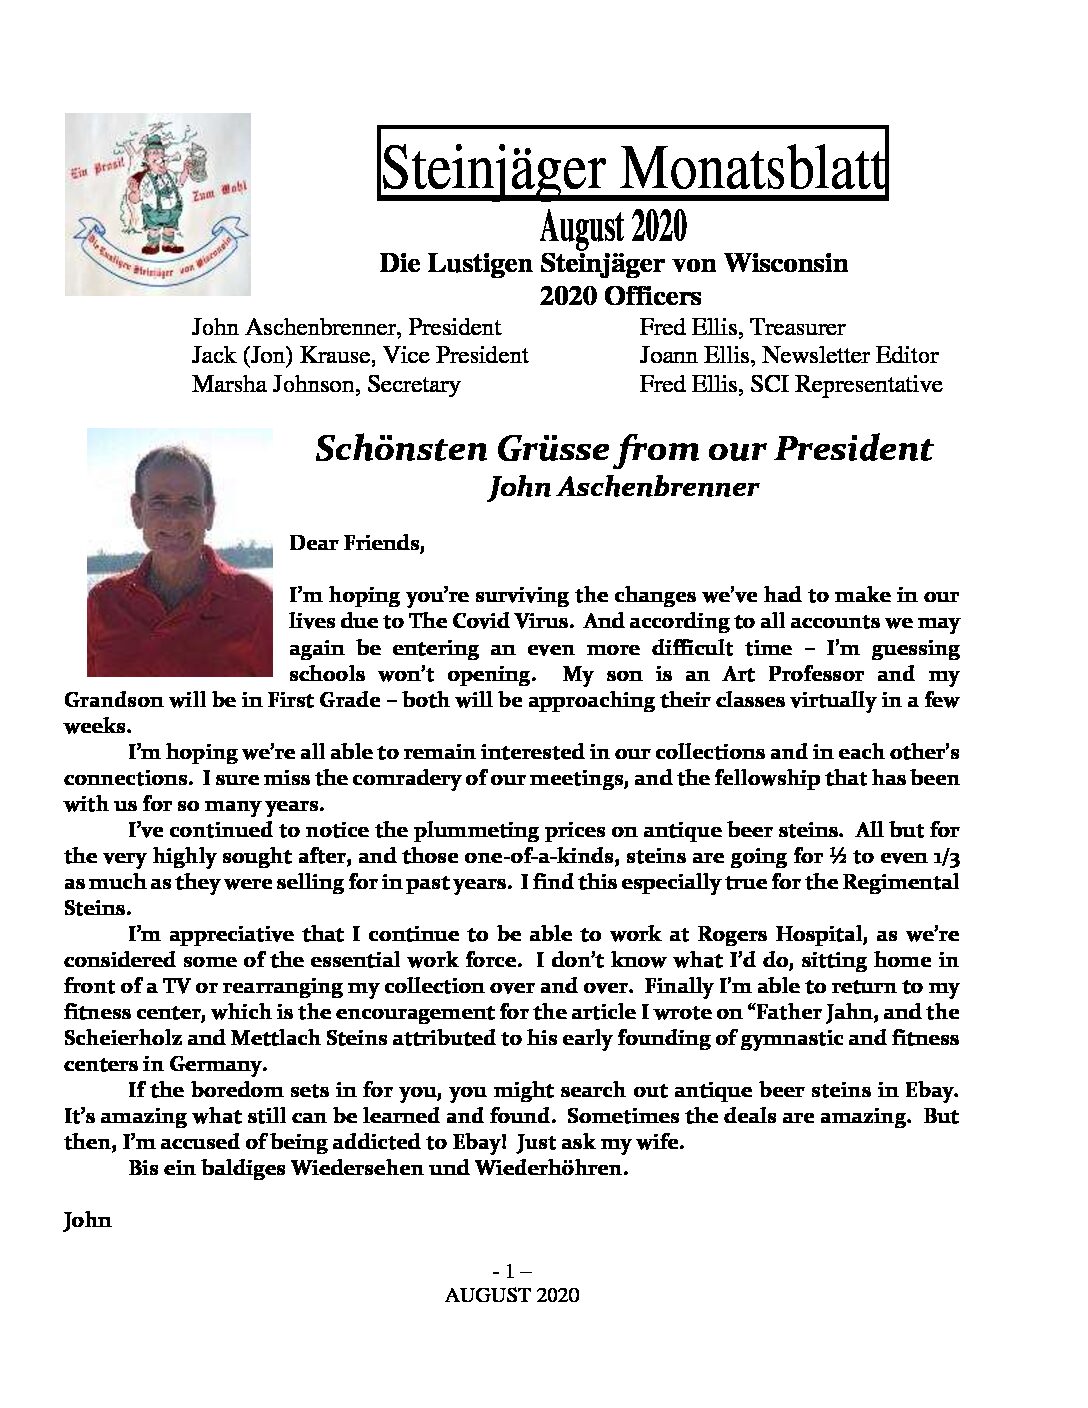 Ein Prosit
Zum Wohl
Die Lustigen Steinjäger von Wisconsin
Steinjäger Monatsblatt
August 2020
Die Lustigen Steinjäger von Wisconsin
2020 Officers
John Aschenbrenner, President Fred Ellis, Treasurer
Jack (Jon) Krause, Vice President Joann Ellis, Newsletter Editor
Marsha Johnson, Secretary Fred Ellis, SCI Representative
Schönsten Grüsse from our President
John Aschenbrenner
Dear Friends,
I’m hoping you’re surviving the changes we’ve had to make in our
lives due to The Covid Virus. And according to all accounts we may
again be entering an even more difficult time – I’m guessing
schools won’t opening. My son is an Art Professor and my
Grandson will be in First Grade – both will be approaching their classes virtually in a few
weeks.
I’m hoping we’re all able to remain interested in our collections and in each other’s
connections. I sure miss the comradery of our meetings, and the fellowship that has been
with us for so many years.
I’ve continued to notice the plummeting prices on antique beer steins. All but for
the very highly sought after, and those one-of-a-kinds, steins are going for ½ to even 1/3
as much as they were selling for in past years. I find this especially true for the Regimental
Steins.
I’m appreciative that I continue to be able to work at Rogers Hospital, as we’re
considered some of the essential work force. I don’t know what I’d do, sitting home in
front of a TV or rearranging my collection over and over. Finally I’m able to return to my
fitness center, which is the encouragement for the article I wrote on “Father Jahn, and the
Scheierholz and Mettlach Steins attributed to his early founding of gymnastic and fitness
centers in Germany.
If the boredom sets in for you, you might search out antique beer steins in Ebay.
It’s amazing what still can be learned and found. Sometimes the deals are amazing. But
then, I’m accused of being addicted to Ebay! Just ask my wife.
Bis ein baldiges Wiedersehen und Wiederhöhren.
John
- 1 –
AUGUST 2020